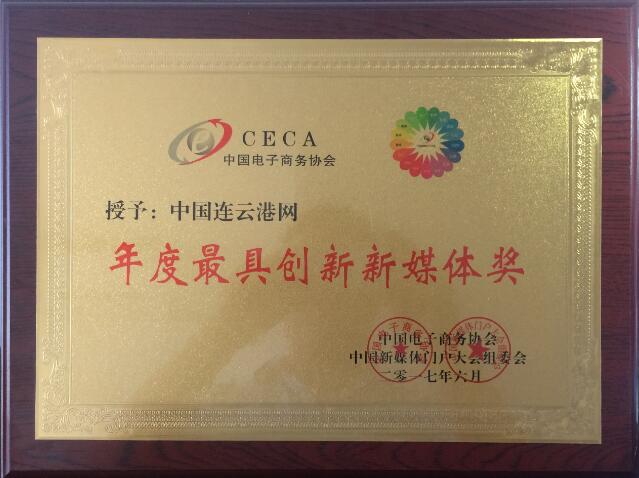 CECA
中国电子商务协会
授予：中国连云港网
年度最具创新新媒体奖
中国电子商务协会
中国新媒体门户大会组委会
二零一七年六月